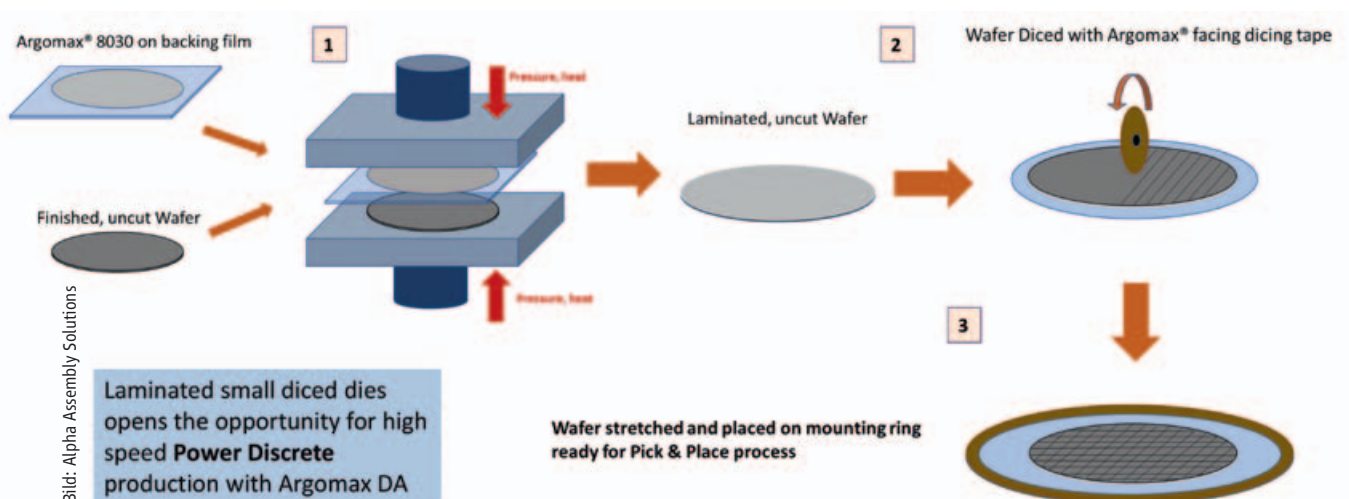 Argomax® 8030 on backing film
1
Pressure, heat
2
Wafer Diced with Argomax® facing dicing tape
Laminated, uncut Wafer
Finished, uncut Wafer
Pressure, heat
3
Bild: Alpha Assembly Solutions
Laminated small diced dies
opens the opportunity for high
speed Power Discrete
production with Argomax DA
Wafer stretched and placed on mounting ring
ready for Pick & Place process